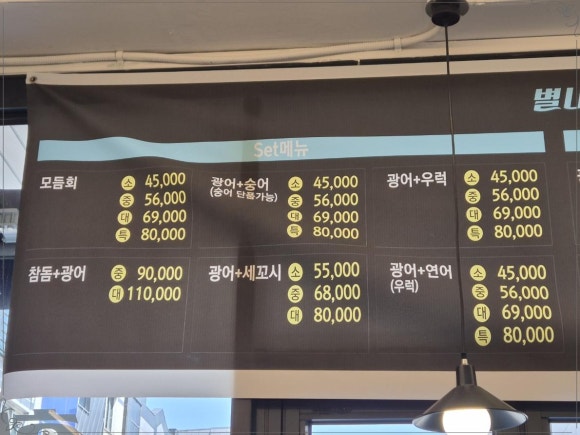 별나
Set메뉴
모듬회
소 45,000
중 56,000
대 69,000
특 80,000
광어+숭어
(숭어 단품가능)
소 45,000
중 56,000
대 69,000
특 80,000
광어+우럭
소 45,000
중 56,000
대 69,000
특 80,000
참돔+광어
중 90,000
대 110,000
광어+세꼬시
소 55,000
중 68,000
대 80,000
광어+연어
(우럭)
소 45,000
중 56,000
대 69,000
특 80,000